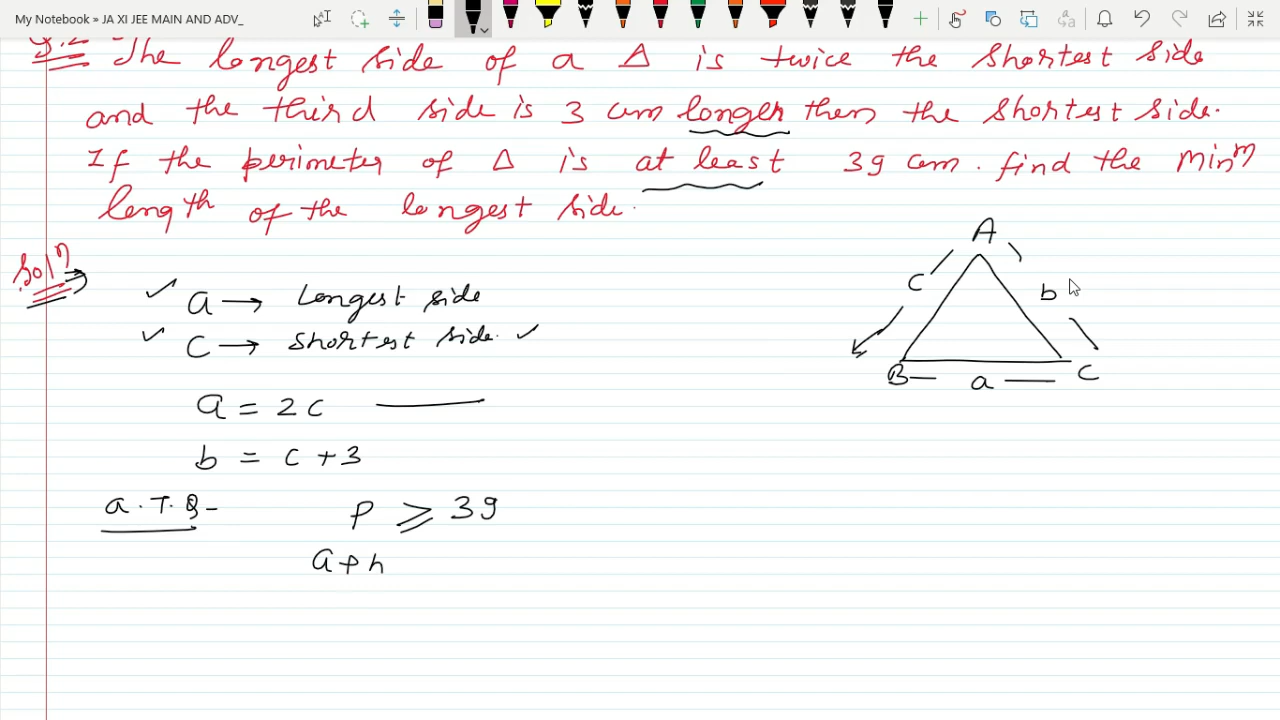 My Notebook » JA XI JEE MAIN AND ADV_
Q.2 The longest side of a Δ is twice the shortest side
and the third side is 3 cm longer then the shortest side.
If the perimeter of Δ is at least 39 cm. find the Minᵐ
length of the longest side.
Solⁿ
a → Longest side
c → shortest side.
a = 2c
b = c + 3
a.T.Q-
P ≥ 39
a + b
A
c
b
B
a
C